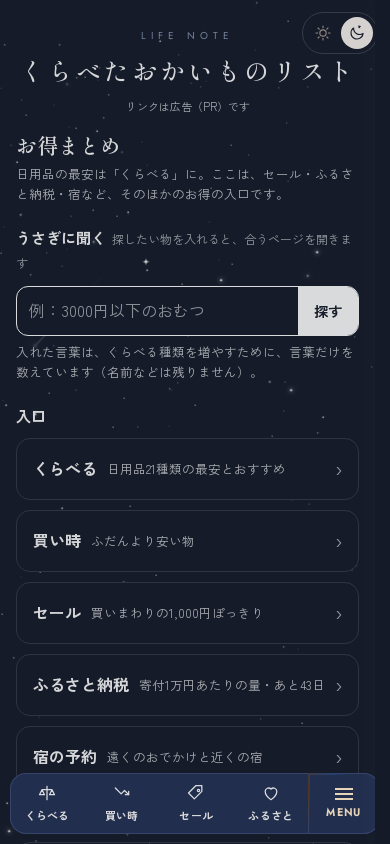 LIFE NOTE
くらべたおかいものリスト
リンクは広告（PR）です
お得まとめ
日用品の最安は「くらべる」に。ここは、セール・ふるさ
と納税・宿など、そのほかのお得の入口です。
うさぎに聞く 探したい物を入れると、合うページを開きま
す
例：3000円以下のおむつ 探す
入れた言葉は、くらべる種類を増やすために、言葉だけを
数えています（名前などは残りません）。
入口
くらべる 日用品21種類の最安とおすすめ
買い時 ふだんより安い物
セール 買いまわりの1,000円ぽっきり
ふるさと納税 寄付1万円あたりの量・あと43日
宿の予約 遠くのおでかけと近くの宿
くらべる 買い時 セール ふるさと MENU